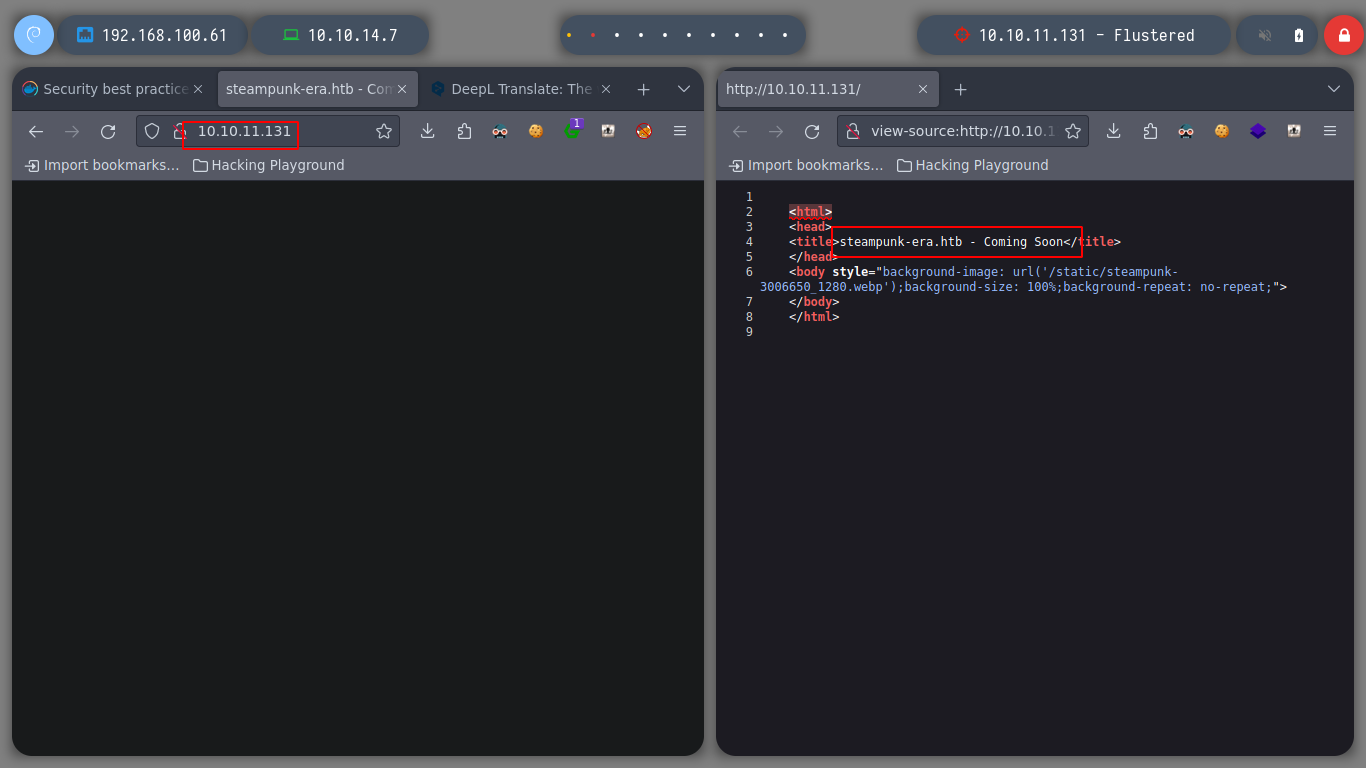 192.168.100.61
10.10.14.7
10.10.11.131 - Flustered
Security best practice
steampunk-era.htb - Con
DeepL Translate: The
10.10.11.131
1
Import bookmarks...
Hacking Playground
http://10.10.11.131/
view-source:http://10.10.1
Import bookmarks...
Hacking Playground
1
2 <html>
3 <head>
4 <title>steampunk-era.htb - Coming Soon</title>
5 </head>
6 <body style="background-image: url('/static/steampunk-
3006650_1280.webp');background-size: 100%;background-repeat: no-repeat;">
7 </body>
8 </html>
9